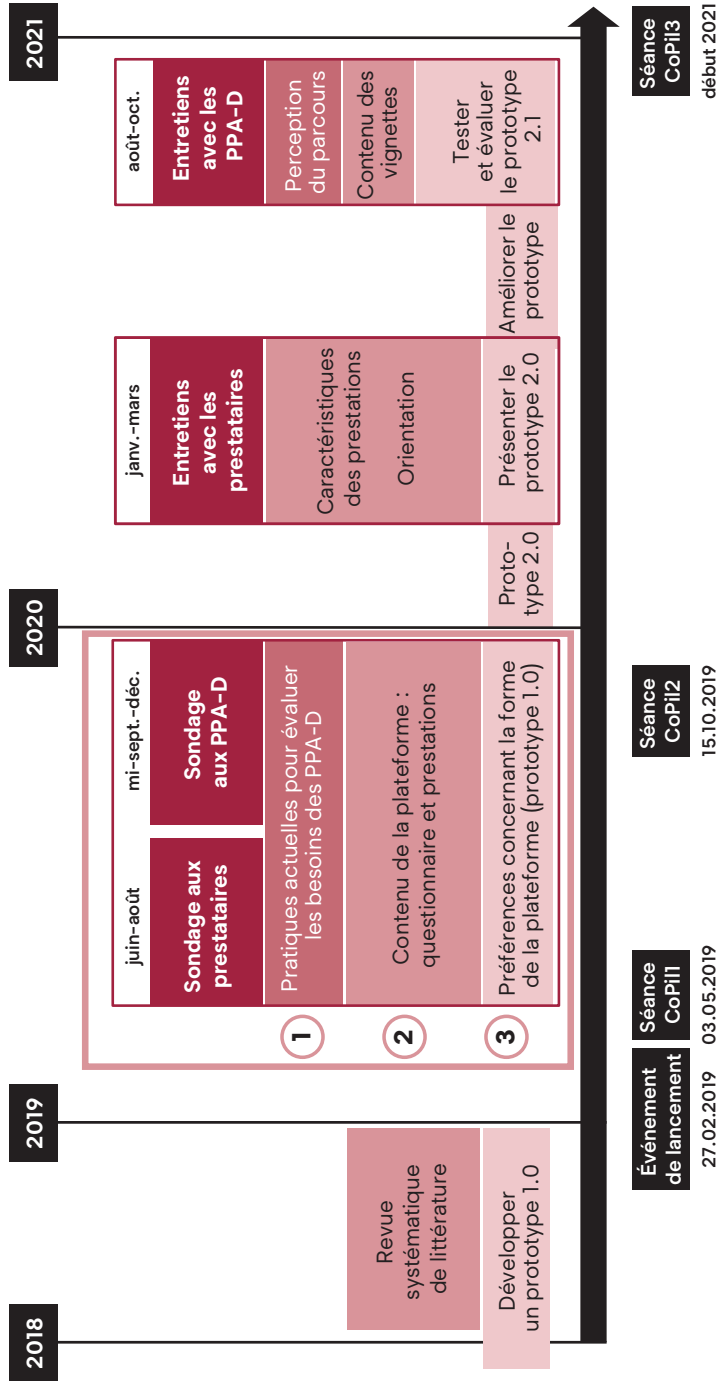 2018
2019
2020
2021
Revue
systématique
de littérature
Développer
un prototype 1.0
1
2
3
juin-août
mi-sept.-déc.
Sondage aux
prestataires
Sondage
aux PPA-D
Pratiques actuelles pour évaluer
les besoins des PPA-D
Contenu de la plateforme :
questionnaire et prestations
Préférences concernant la forme
de la plateforme (prototype 1.0)
Proto-
type 2.0
janv.-mars
Entretiens
avec les
prestataires
Caractéristiques
des prestations
Orientation
Présenter le
prototype 2.0
Améliorer le
prototype
août-oct.
Entretiens
avec les
PPA-D
Perception
du parcours
Contenu des
vignettes
Tester
et évaluer
le prototype
2.1
Événement
de lancement
27.02.2019
Séance
CoPil1
03.05.2019
Séance
CoPil2
15.10.2019
Séance
CoPil3
début 2021